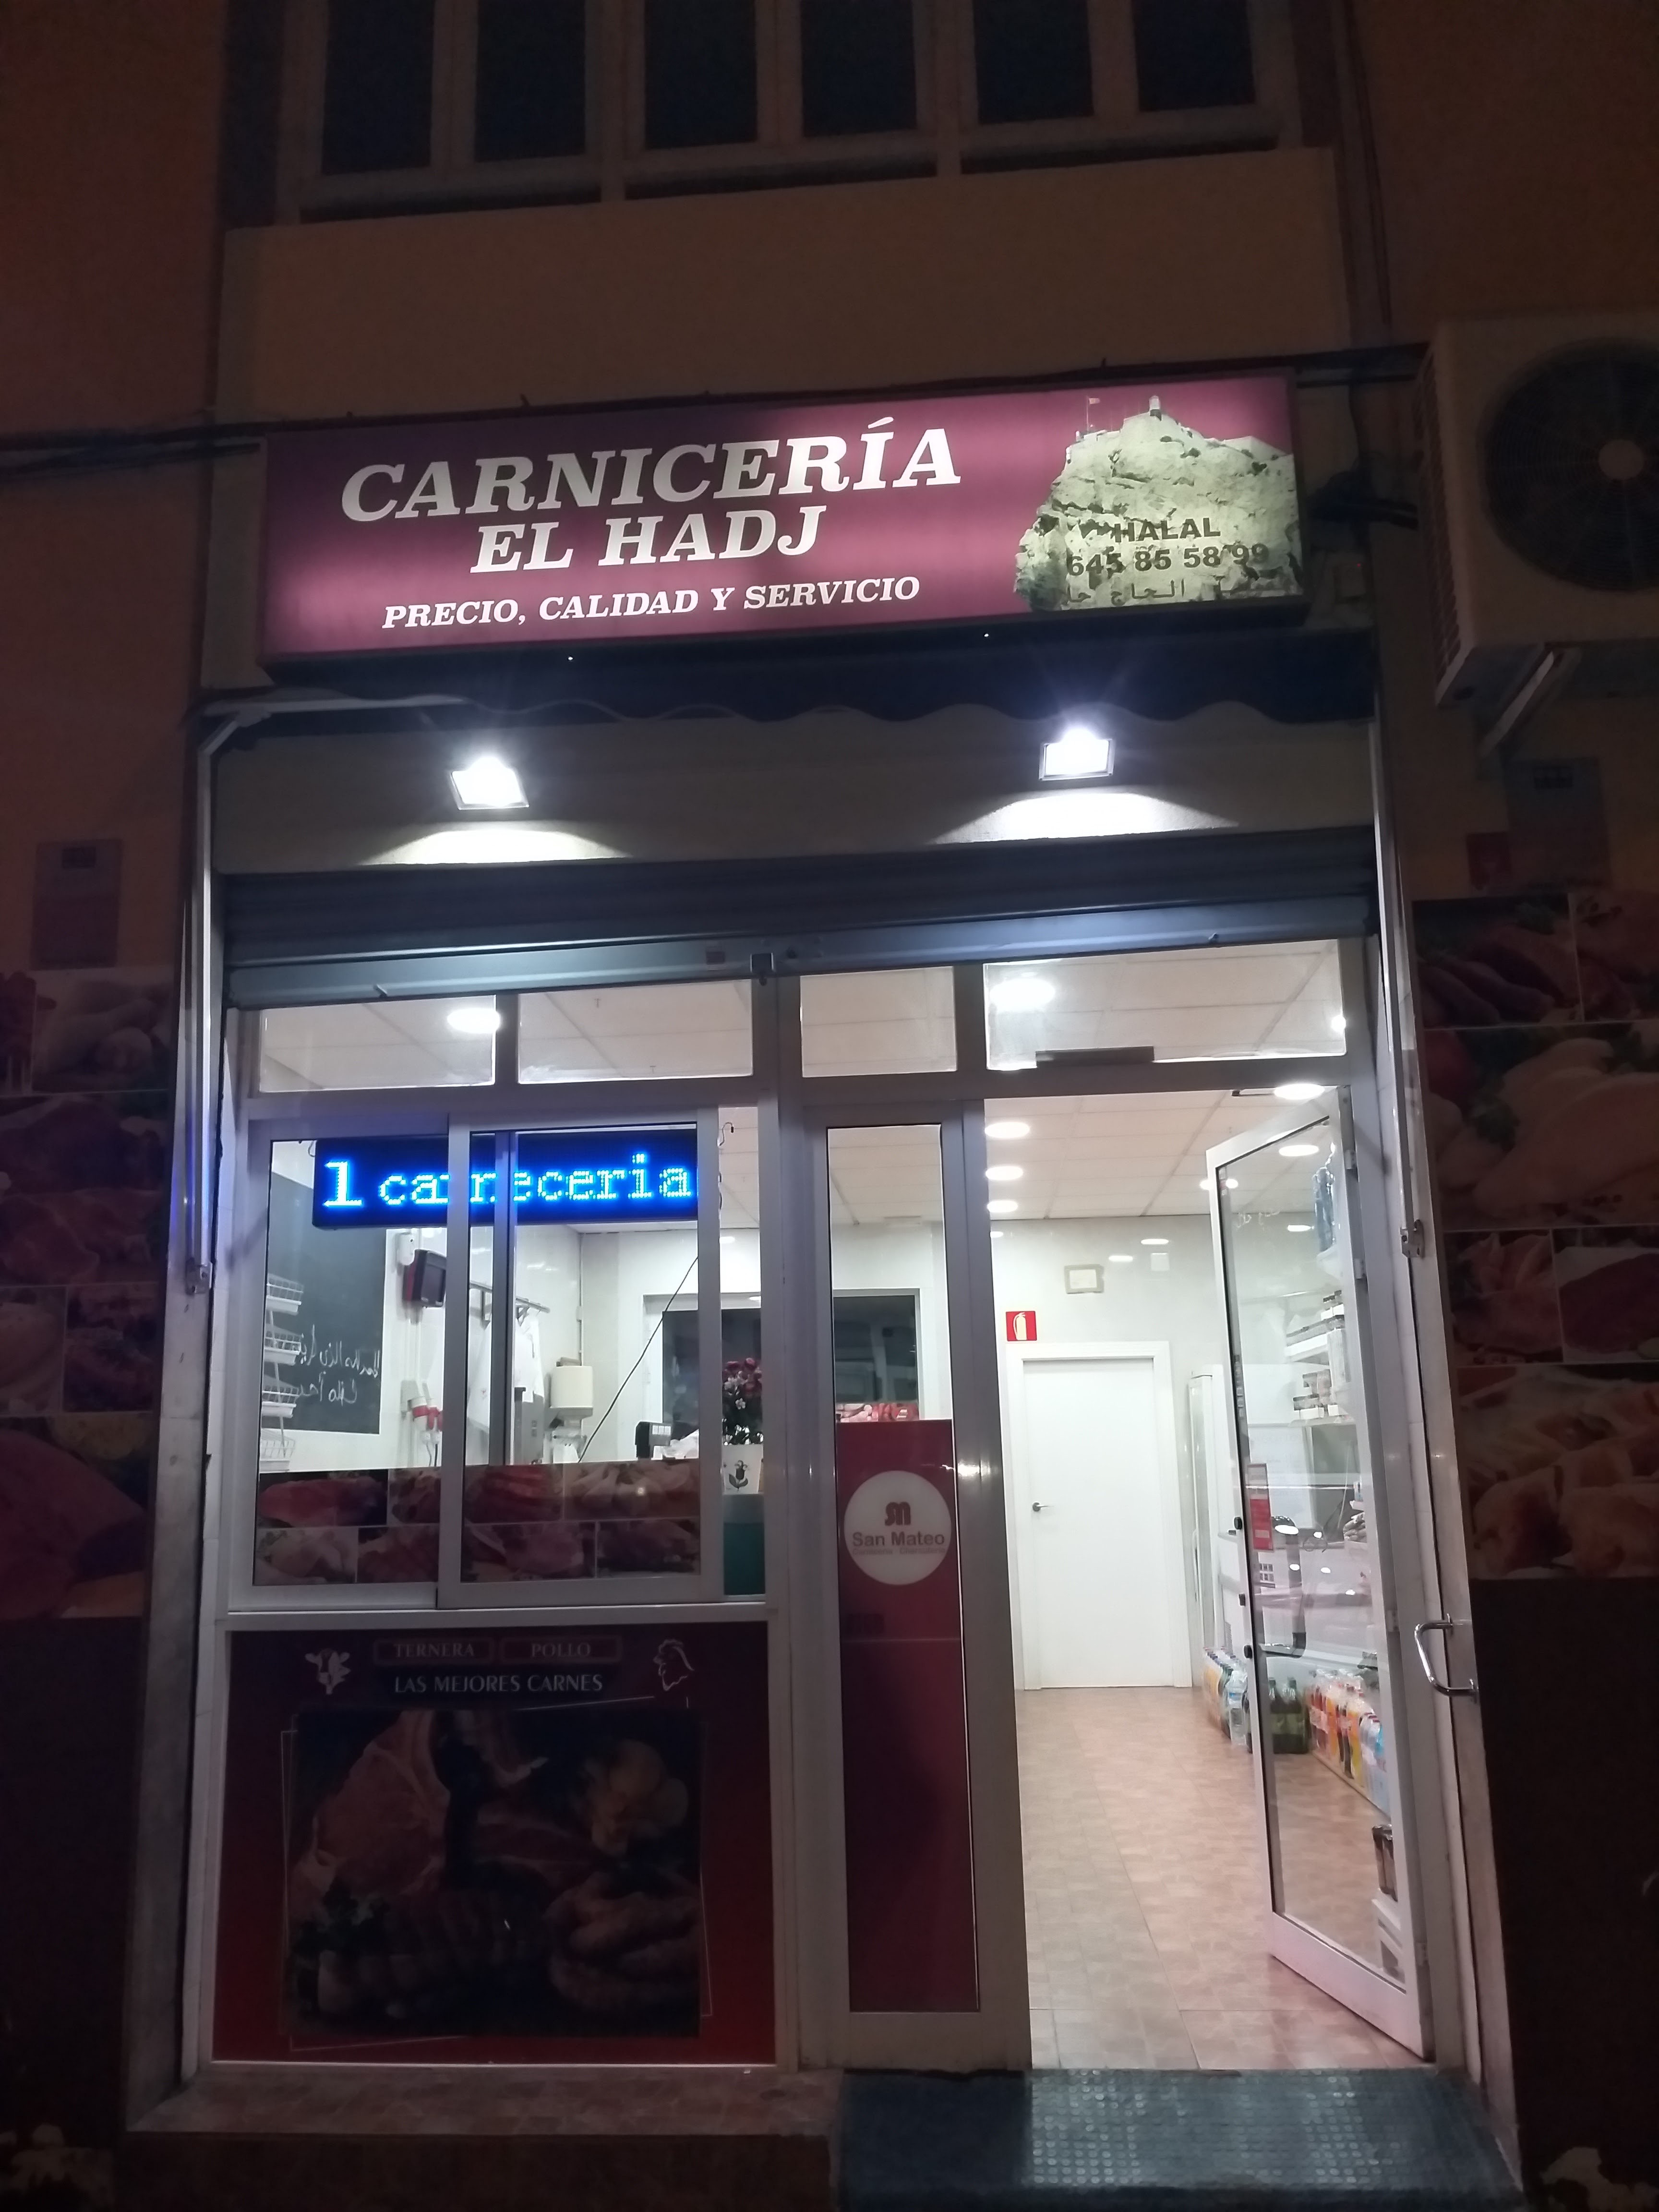 CARNICERÍA
EL HADJ
PRECIO, CALIDAD Y SERVICIO
HALAL
645 85 58 99
الحاج
l carneceria
San Mateo
TERNERA POLLO
LAS MEJORES CARNES